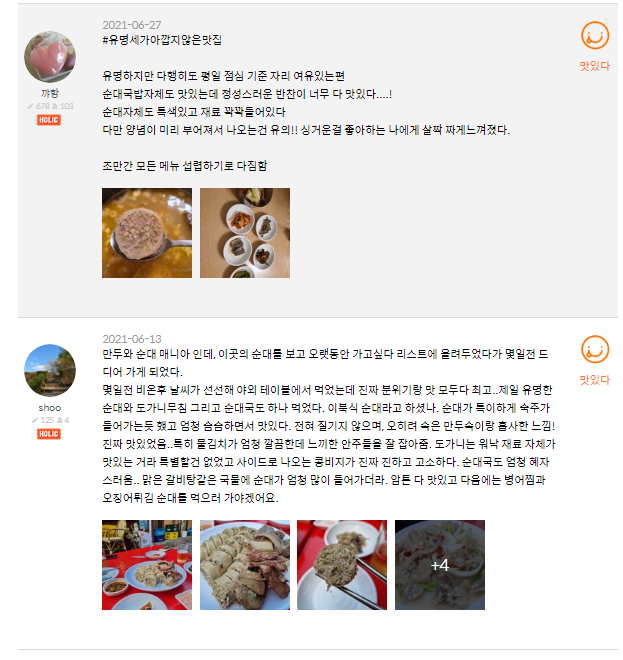 2021-06-27
#유명세가아깝지않은맛집
유명하지만 다행히도 평일 점심 기준 자리 여유있는편
순대국밥자체도 맛있는데 정성스러운 반찬이 너무 다 맛있다....!
순대자체도 특색있고 재료 꽉꽉들어있다
다만 양념이 미리 부어져서 나오는건 유의!! 싱거운걸 좋아하는 나에게 살짝 짜게느껴졌다.
조만간 모든 메뉴 섭렵하기로 다짐함
꺄항
678 103
HOLIC
맛있다
2021-06-13
만두와 순대 매니아 인데, 이곳의 순대를 보고 오랫동안 가고싶다 리스트에 올려두었다가 몇일전 드
디어 가게 되었다.
몇일전 비온후 날씨가 선선해 야외 테이블에서 먹었는데 진짜 분위기랑 맛 모두다 최고..제일 유명한
순대와 도가니무침 그리고 순대국도 하나 먹었다. 이북식 순대라고 하셨나. 순대가 특이하게 숙주가
들어가는듯 했고 엄청 슴슴하면서 맛있다. 전혀 질기지 않으며, 오히려 속은 만두속이랑 흡사한 느낌!
진짜 맛있었음..특히 물김치가 엄청 깔끔한데 느끼한 안주들을 잘 잡아줌. 도가니는 워낙 재료 자체가
맛있는 거라 특별할건 없었고 사이드로 나오는 콩비지가 진짜 진하고 고소하다. 순대국도 엄청 혜자
스러움.. 맑은 갈비탕같은 국물에 순대가 엄청 많이 들어가더라. 암튼 다 맛있고 다음에는 병어찜과
오징어튀김 순대를 먹으러 가야겠어요.
shoo
125 4
HOLIC
맛있다
+4